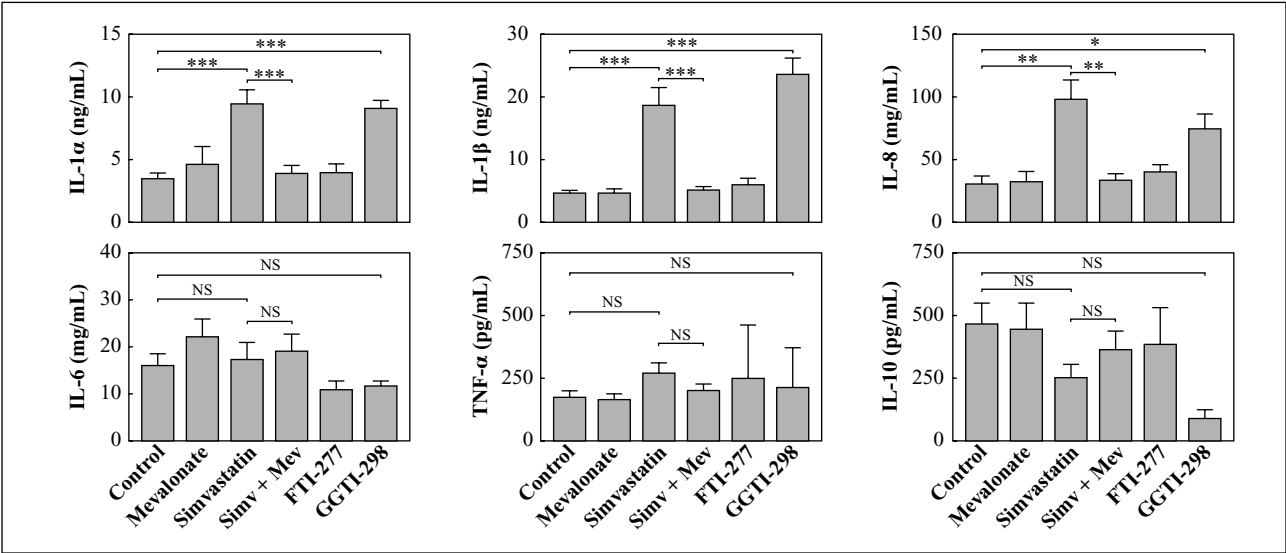 IL-1α (ng/mL)
15
10
5
0
***
***
***
IL-1β (ng/mL)
30
20
10
0
***
***
***
IL-8 (mg/mL)
150
100
50
0
*
**
**
IL-6 (mg/mL)
40
30
20
10
0
NS
NS
NS
Control
Mevalonate
Simvastatin
Simv + Mev
FTI-277
GGTI-298
TNF-α (pg/mL)
750
500
250
0
NS
NS
NS
Control
Mevalonate
Simvastatin
Simv + Mev
FTI-277
GGTI-298
IL-10 (pg/mL)
750
500
250
0
NS
NS
NS
Control
Mevalonate
Simvastatin
Simv + Mev
FTI-277
GGTI-298